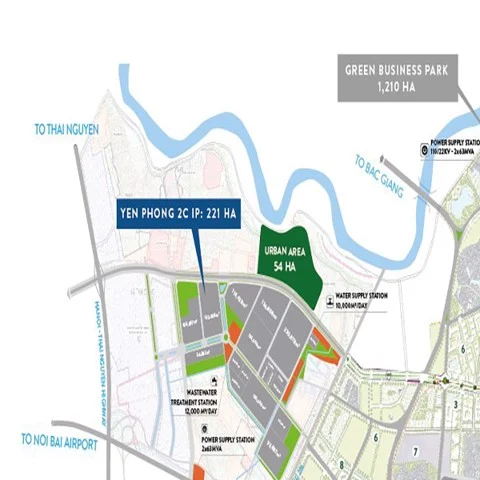 GREEN BUSINESS PARK
1,210 HA
TO THAI NGUYEN
POWER SUPPLY STATIO
110/22KV - 2x63MVA
TO BAC GIANG
YEN PHONG 2C IP: 221 HA
URBAN AREA
54 HA
WATER SUPPLY STATION
10,000M³/DAY
HANOI - THAI NGUYEN HIGHWAY
WASTEWATER
TREATMENT STATION
12,000 M³/DAY
POWER SUPPLY STATION
2x63MVA
TO NOI BAI AIRPORT
6
3
6
7
8